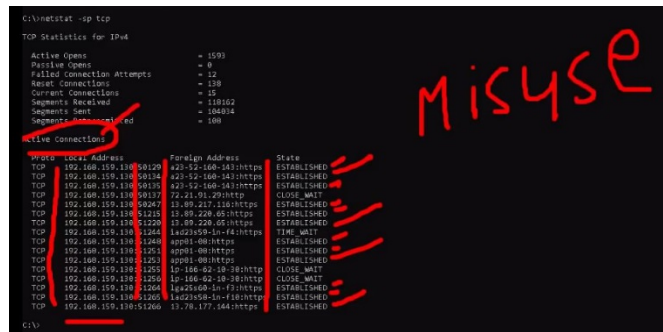 C:\>netstat -sp tcp
TCP Statistics for IPv4
Active Opens = 1593
Passive Opens = 0
Failed Connection Attempts = 12
Reset Connections = 138
Current Connections = 15
Segments Received = 118162
Segments Sent = 104034
Segments = 100
Active Connections
Proto Local Address Foreign Address State
TCP 192.168.159.130:50129 a23-52-160-143:https ESTABLISHED
TCP 192.168.159.130:50134 a23-52-160-143:https ESTABLISHED
TCP 192.168.159.130:50135 a23-52-160-143:https ESTABLISHED
TCP 192.168.159.130:50137 72.21.91.29:http CLOSE_WAIT
TCP 192.168.159.130:50247 13.89.217.116:https ESTABLISHED
TCP 192.168.159.130:51215 13.89.220.65:https ESTABLISHED
TCP 192.168.159.130:51220 13.89.220.65:https ESTABLISHED
TCP 192.168.159.130:51244 iad23s59-in-f4:https TIME_WAIT
TCP 192.168.159.130:51248 app01-08:https ESTABLISHED
TCP 192.168.159.130:51251 app01-08:https ESTABLISHED
TCP 192.168.159.130:51253 app01-08:https ESTABLISHED
TCP 192.168.159.130:51255 ip-166-62-10-30:http CLOSE_WAIT
TCP 192.168.159.130:51256 ip-166-62-10-30:http CLOSE_WAIT
TCP 192.168.159.130:51264 lga25s60-in-f3:https ESTABLISHED
TCP 192.168.159.130:51265 iad23s58-in-f10:https ESTABLISHED
TCP 192.168.159.130:51266 13.78.177.144:https ESTABLISHED
C:\>
Misyse